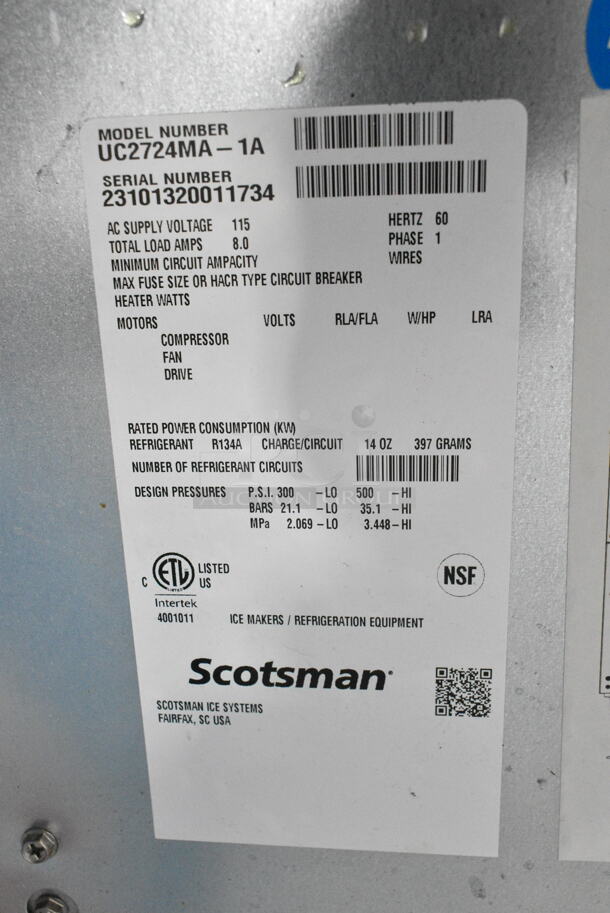 MODEL NUMBER
UC2724MA – 1A
SERIAL NUMBER
23101320011734
AC SUPPLY VOLTAGE 115 HERTZ 60
TOTAL LOAD AMPS 8.0 PHASE 1
MINIMUM CIRCUIT AMPACITY WIRES
MAX FUSE SIZE OR HACR TYPE CIRCUIT BREAKER
HEATER WATTS
MOTORS VOLTS RLA/FLA W/HP LRA
COMPRESSOR
FAN
DRIVE
RATED POWER CONSUMPTION (KW)
REFRIGERANT R134A CHARGE/CIRCUIT 14 OZ 397 GRAMS
NUMBER OF REFRIGERANT CIRCUITS
DESIGN PRESSURES P.S.I. 300 – LO 500 – HI
BARS 21.1 – LO 35.1 – HI
MPa 2.069 – LO 3.448 – HI
C ETL LISTED US
Intertek
4001011
NSF
ICE MAKERS / REFRIGERATION EQUIPMENT
Scotsman
SCOTSMAN ICE SYSTEMS
FAIRFAX, SC USA